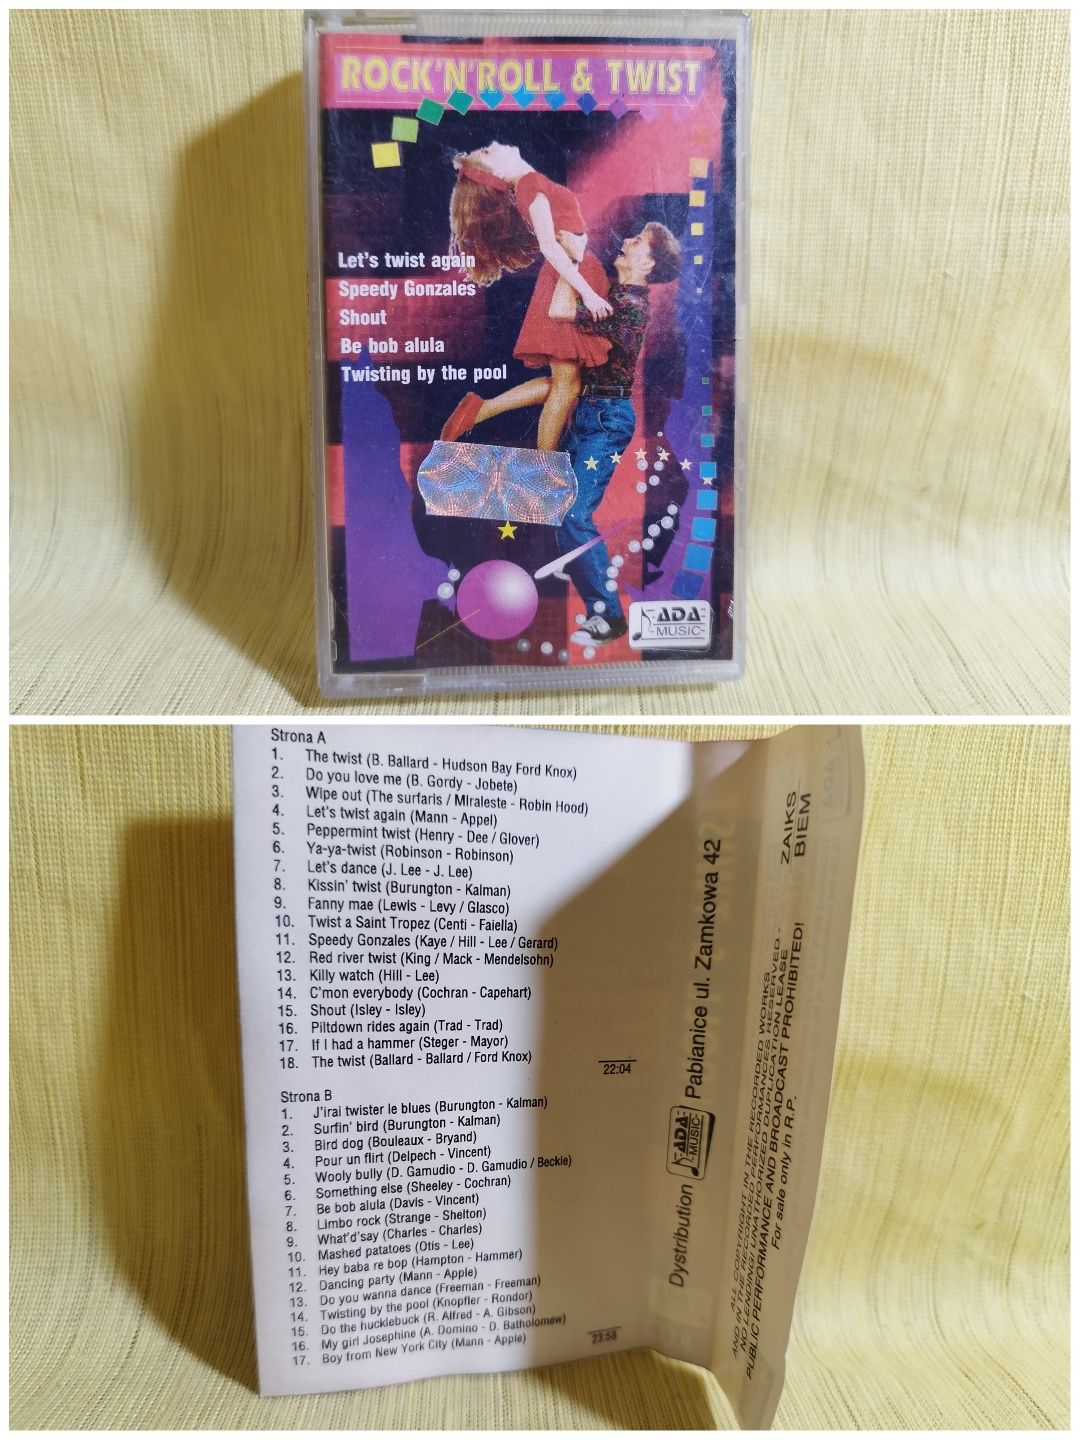 ROCK'N'ROLL & TWIST
Let's twist again
Speedy Gonzales
Shout
Be bob alula
Twisting by the pool
ADA
MUSIC
Strona A
1. The twist (B. Ballard - Hudson Bay Ford Knox)
2. Do you love me (B. Gordy - Jobete)
3. Wipe out (The surfaris / Miraleste - Robin Hood)
4. Let's twist again (Mann - Appel)
5. Peppermint twist (Henry - Dee / Glover)
6. Ya-ya-twist (Robinson - Robinson)
7. Let's dance (J. Lee - J. Lee)
8. Kissin' twist (Burungton - Kalman)
9. Fanny mae (Lewis - Levy / Glasco)
10. Twist a Saint Tropez (Centi - Faiella)
11. Speedy Gonzales (Kaye / Hill - Lee / Gerard)
12. Red river twist (King / Mack - Mendelsohn)
13. Killy watch (Hill - Lee)
14. C'mon everybody (Cochran - Capehart)
15. Shout (Isley - Isley)
16. Piltdown rides again (Trad - Trad)
17. If I had a hammer (Steger - Mayor)
18. The twist (Ballard - Ballard / Ford Knox)
22:04
Strona B
1. J'irai twister le blues (Burungton - Kalman)
2. Surfin' bird (Burungton - Kalman)
3. Bird dog (Bouleaux - Bryand)
4. Pour un flirt (Delpech - Vincent)
5. Wooly bully (D. Gamudio - D. Gamudio / Beckie)
6. Something else (Sheeley - Cochran)
7. Be bob alula (Davis - Vincent)
8. Limbo rock (Strange - Shelton)
9. What'd'say (Charles - Charles)
10. Mashed patatoes (Otis - Lee)
11. Hey baba re bop (Hampton - Hammer)
12. Dancing party (Mann - Apple)
13. Do you wanna dance (Freeman - Freeman)
14. Twisting by the pool (Knopfler - Rondor)
15. Do the hucklebuck (R. Alfred - A. Gibson)
16. My girl Josephine (A. Domino - D. Batholomew)
17. Boy from New York City (Mann - Apple)
23:58
Dystribution ADA MUSIC Pabianice ul. Zamkowa 42
ZAIKS
BIEM
ALL COPYRIGHT IN THE RECORDED WORKS
AND IN THE RECORDED PERFORMANCES RESERVED -
NO LENDING! UNATHORIZED DUPLICATION LEASE
PUBLIC PERFORMANCE AND BROADCAST PROHIBITED!
For sale only in R.P.